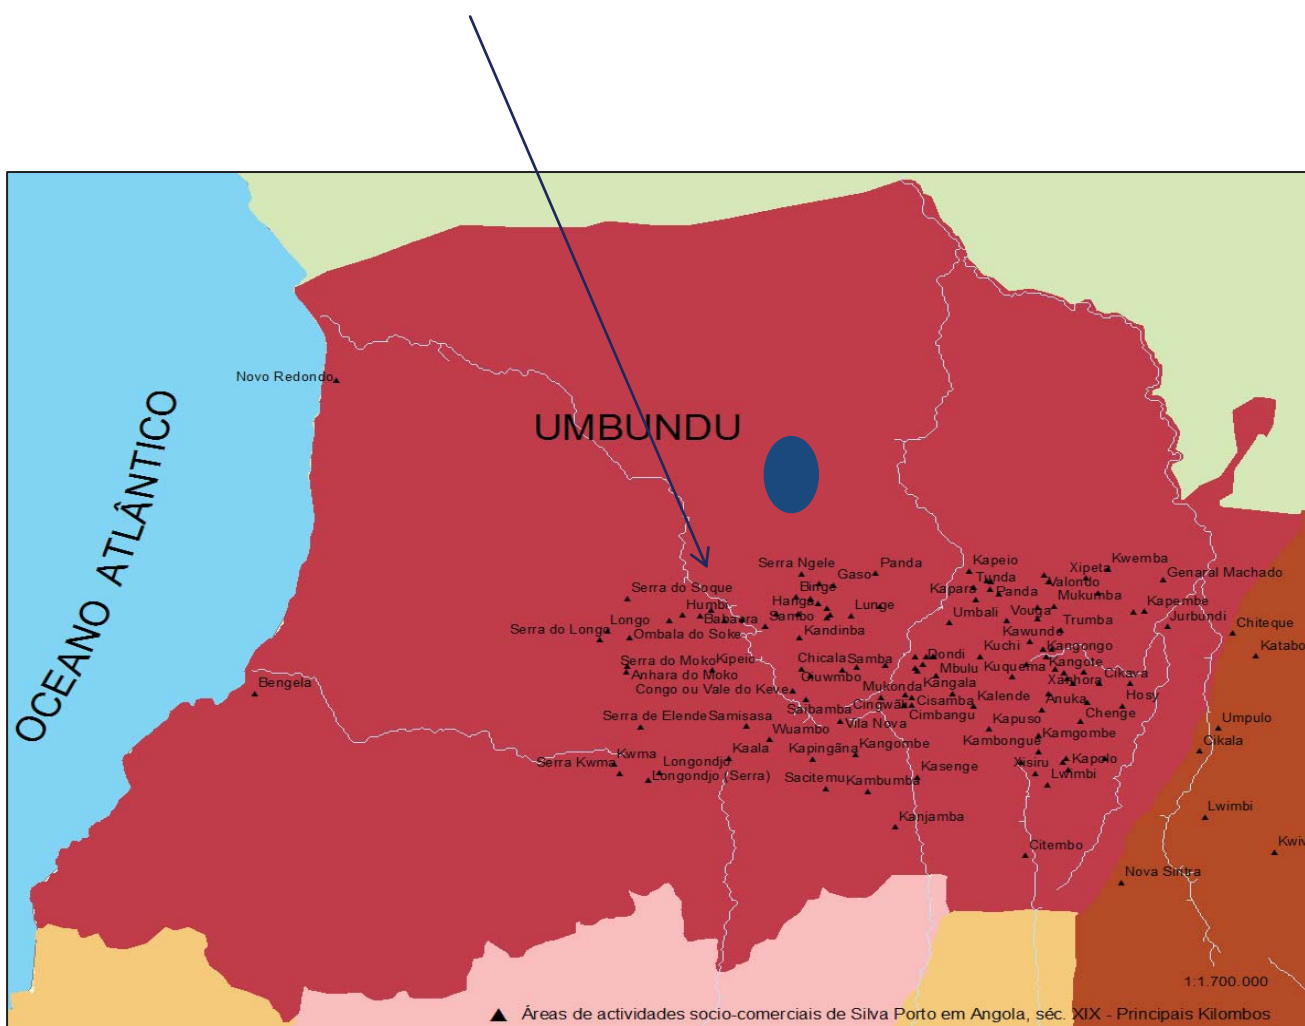 Novo Redondo
UMBUNDU
OCEANO ATLÂNTICO
Serra Ngele
Panda
Kapeio
Kwemba
Binge
Gaso
Tunda
Xipeta
Genaral Machado
Serra do Soque
Kapara
Panda
Valondo
Mukumba
Humbi
Hanga
Lunge
Umbali
Vouga
Kapembe
Longo
Babaara
Sambo
Trumba
Jurbundi
Serra do Longo
Ombala do Soke
Kandinba
Kawundo
Chiteque
Kuchi
Kangongo
Katabo
Serra do Moko
Kipeio
Chicala
Samba
Dondi
Mbulu
Kuquema
Kangote
Anhara do Moko
Ciuwmbo
Kangala
Xanhora
Cikava
Bengela
Congo ou Vale do Keve
Mukonda
Saibamba
Cingwãli
Cisamba
Kalende
Anuka
Hosy
Serra de Elende
Samisasa
Vila Nova
Cimbangu
Kapuso
Chenge
Umpulo
Wuambo
Kambongue
Kamgombe
Cikala
Kwma
Kaala
Kapingãna
Kangombe
Serra Kwma
Longondjo
Xisiru
Kapolo
Longondjo (Serra)
Sacitemu
Kambumba
Kasenge
Lwimbi
Kanjamba
Lwimbi
Citembo
Kwiv
Nova Sintra
1:1.700.000
▲ Áreas de actividades socio-comerciais de Silva Porto em Angola, séc. XIX - Principais Kilombos